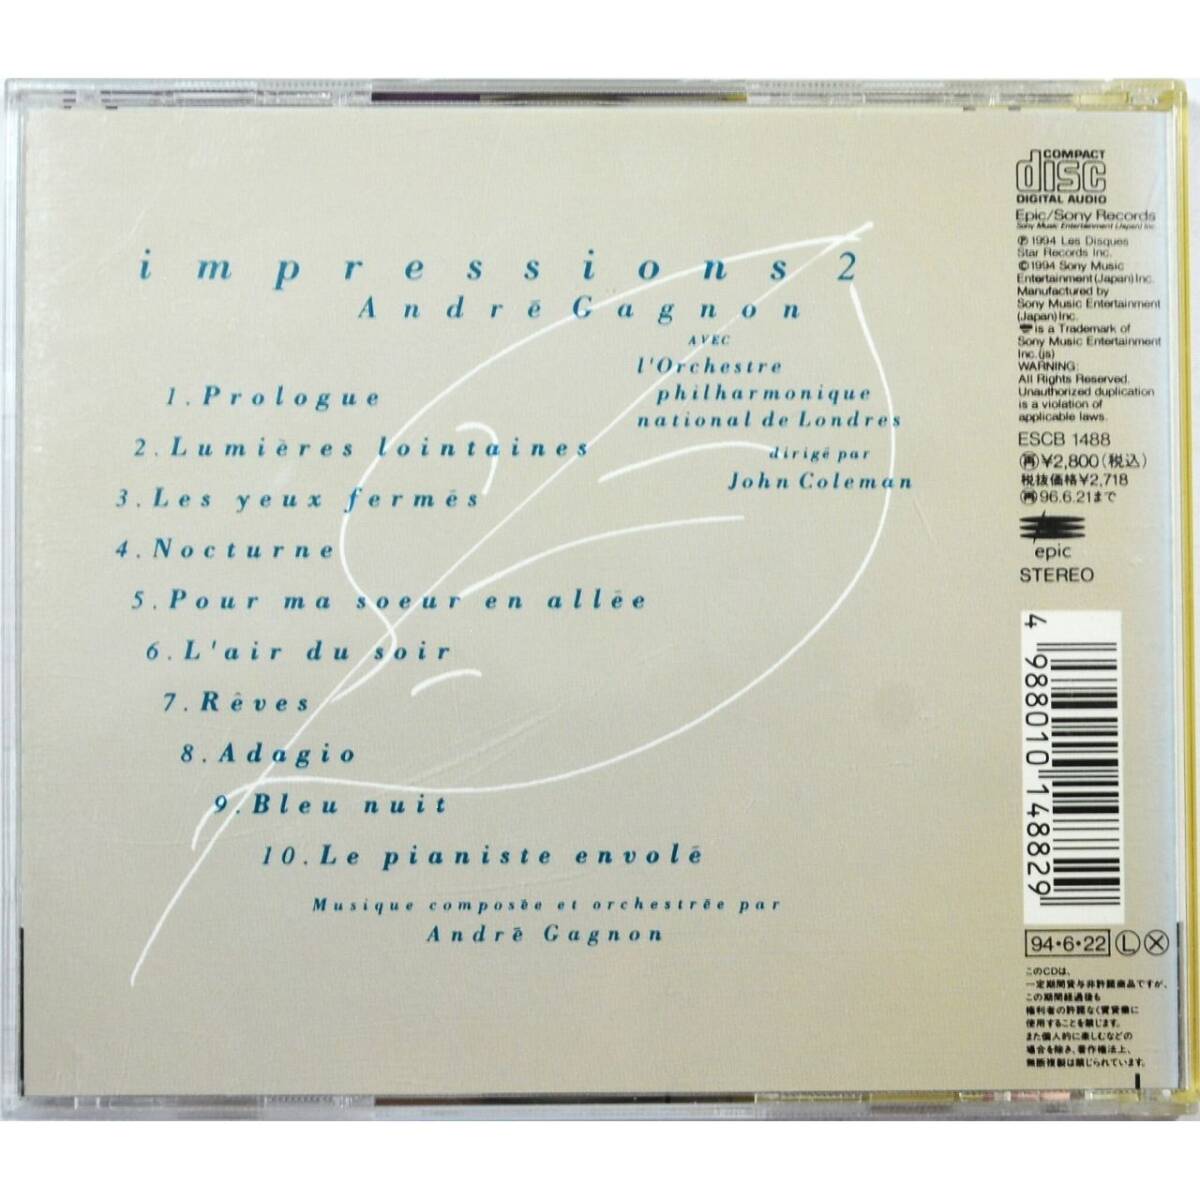 impressions 2
André Gagnon
AVEC
l'Orchestre
philharmonique
national de Londres
dirigé par
John Coleman
1. Prologue
2. Lumières lointaines
3. Les yeux fermés
4. Nocturne
5. Pour ma soeur en allée
6. L'air du soir
7. Rêves
8. Adagio
9. Bleu nuit
10. Le pianiste envolé
Musique composée et orchestrée par
André Gagnon
COMPACT
disc
DIGITAL AUDIO
Epic/Sony Records
Sony Music Entertainment (Japan) Inc.
℗ 1994 Les Disques
Star Records Inc.
© 1994 Sony Music
Entertainment (Japan) Inc.
Manufactured by
Sony Music Entertainment
(Japan) Inc.
is a Trademark of
Sony Music Entertainment
Inc. (js)
WARNING:
All Rights Reserved.
Unauthorized duplication
is a violation of
applicable laws.
ESCB 1488
再 ¥2,800 (税込)
税抜価格¥2,718
再 96.6.21まで
epic
STEREO
4 988010 148829
94・6・22 Ⓛ Ⓧ
このCDは、
一定期間貸与非許諾商品ですが、
この期間経過後も
権利者の許諾なく賃貸業に
使用することを禁じます。
また個人的に楽しむなどの
場合を除き、著作権法上、
無断複製は禁じられています。